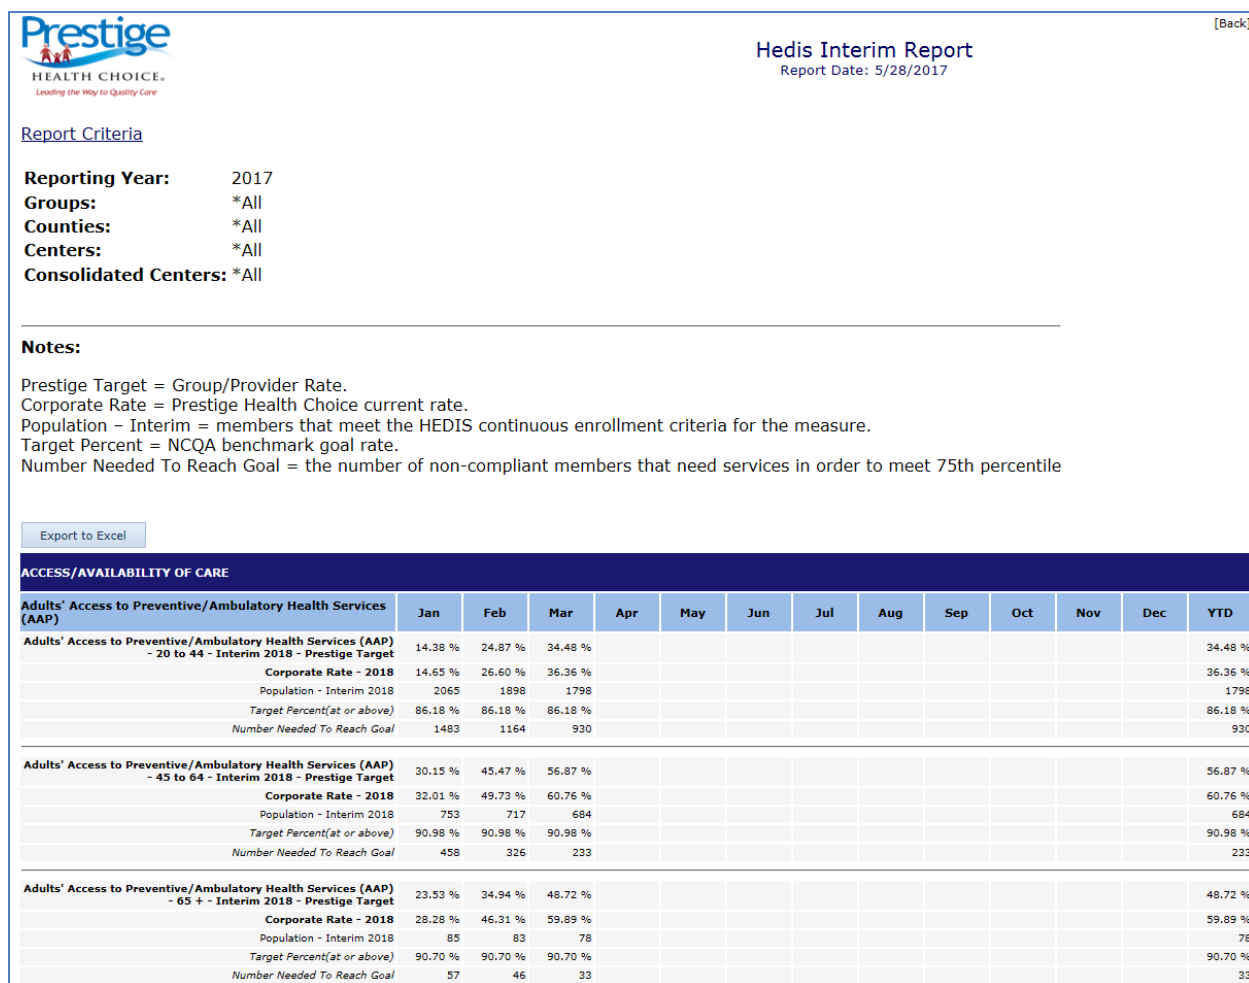 [Back]
Prestige
HEALTH CHOICE®
Leading the Way to Quality Care
Hedis Interim Report
Report Date: 5/28/2017
Report Criteria
Reporting Year: 2017
Groups: *All
Counties: *All
Centers: *All
Consolidated Centers: *All
Notes:
Prestige Target = Group/Provider Rate.
Corporate Rate = Prestige Health Choice current rate.
Population – Interim = members that meet the HEDIS continuous enrollment criteria for the measure.
Target Percent = NCQA benchmark goal rate.
Number Needed To Reach Goal = the number of non-compliant members that need services in order to meet 75th percentile
Export to Excel
ACCESS/AVAILABILITY OF CARE
Adults' Access to Preventive/Ambulatory Health Services
(AAP) Jan Feb Mar Apr May Jun Jul Aug Sep Oct Nov Dec YTD
Adults' Access to Preventive/Ambulatory Health Services (AAP)
- 20 to 44 - Interim 2018 - Prestige Target 14.38 % 24.87 % 34.48 % 34.48 %
Corporate Rate - 2018 14.65 % 26.60 % 36.36 % 36.36 %
Population - Interim 2018 2065 1898 1798 1798
Target Percent(at or above) 86.18 % 86.18 % 86.18 % 86.18 %
Number Needed To Reach Goal 1483 1164 930 930
Adults' Access to Preventive/Ambulatory Health Services (AAP)
- 45 to 64 - Interim 2018 - Prestige Target 30.15 % 45.47 % 56.87 % 56.87 %
Corporate Rate - 2018 32.01 % 49.73 % 60.76 % 60.76 %
Population - Interim 2018 753 717 684 684
Target Percent(at or above) 90.98 % 90.98 % 90.98 % 90.98 %
Number Needed To Reach Goal 458 326 233 233
Adults' Access to Preventive/Ambulatory Health Services (AAP)
- 65 + - Interim 2018 - Prestige Target 23.53 % 34.94 % 48.72 % 48.72 %
Corporate Rate - 2018 28.28 % 46.31 % 59.89 % 59.89 %
Population - Interim 2018 85 83 78 78
Target Percent(at or above) 90.70 % 90.70 % 90.70 % 90.70 %
Number Needed To Reach Goal 57 46 33 33